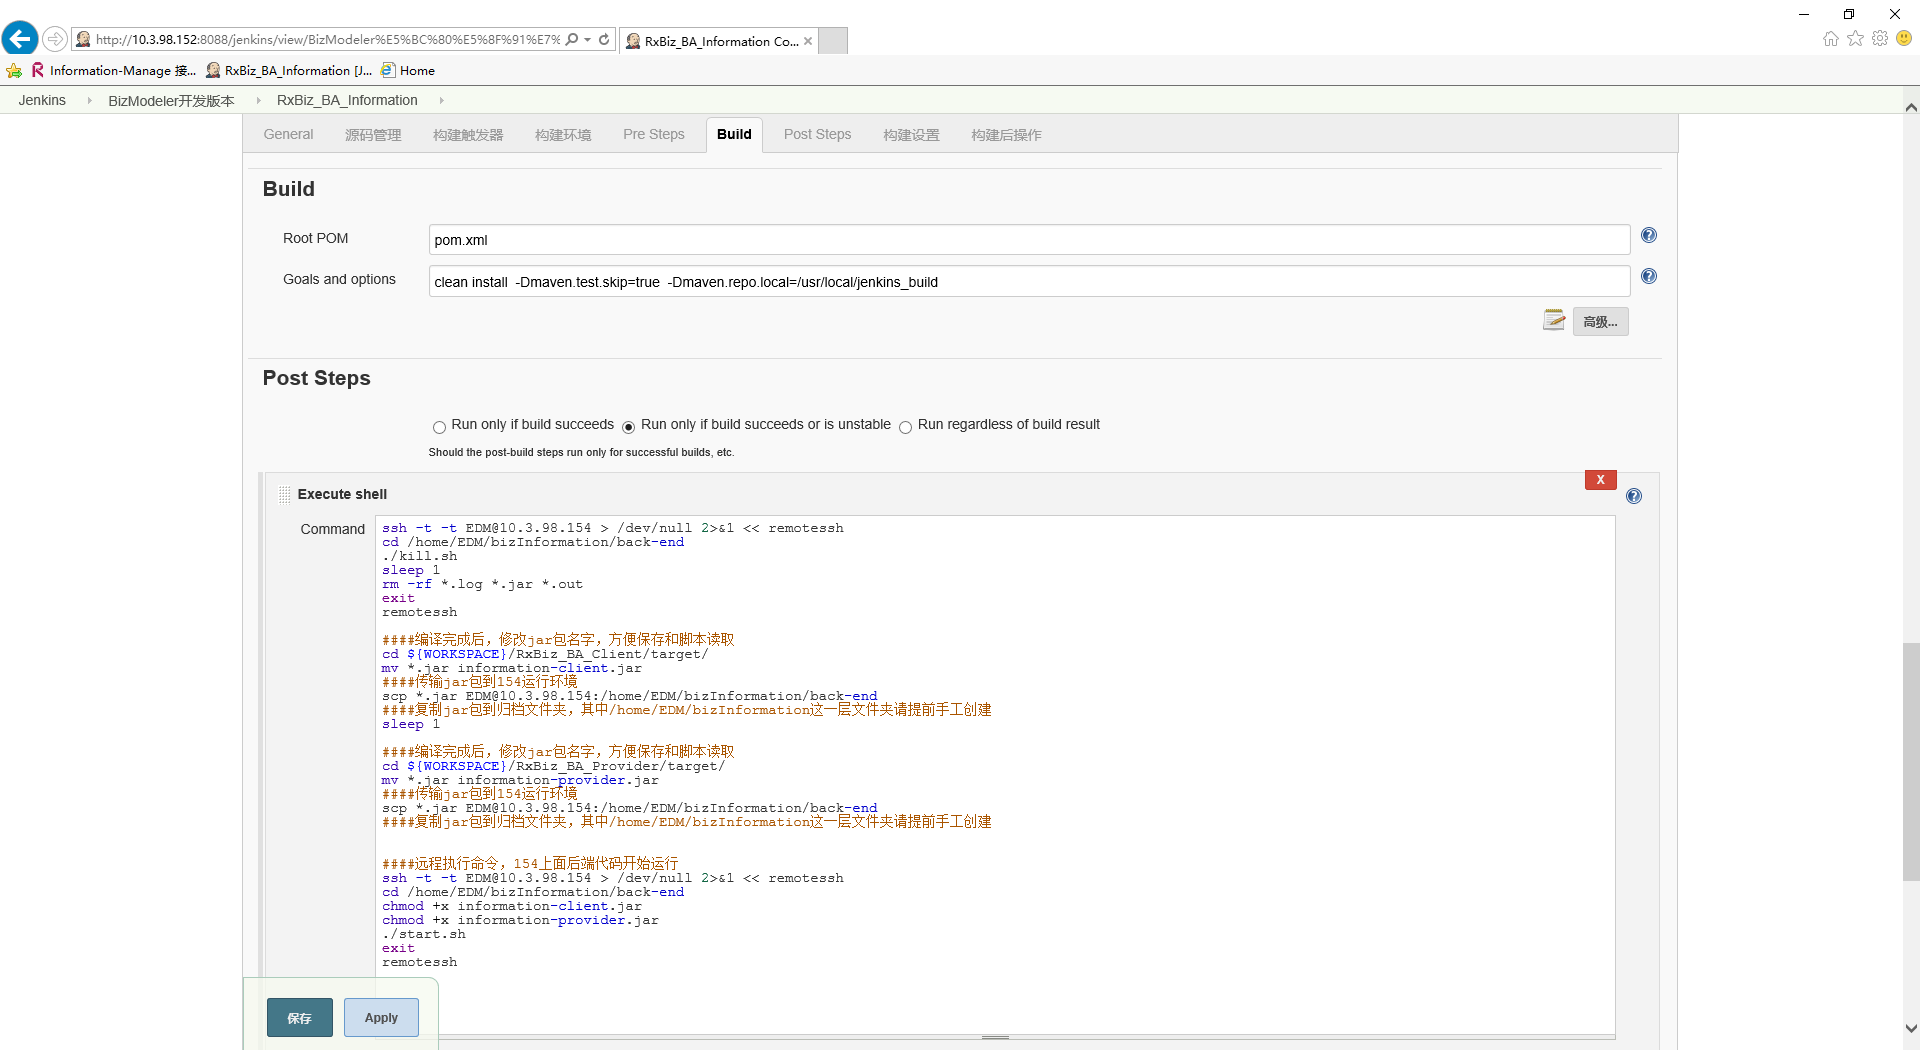 http://10.3.98.152:8088/jenkins/view/BizModeler%E5%BC%80%E5%8F%91%E7%
RxBiz_BA_Information Co...
Information-Manage 接...
RxBiz_BA_Information [J...
Home
Jenkins
BizModeler开发版本
RxBiz_BA_Information
General
源码管理
构建触发器
构建环境
Pre Steps
Build
Post Steps
构建设置
构建后操作
Build
Root POM
pom.xml
Goals and options
clean install  -Dmaven.test.skip=true  -Dmaven.repo.local=/usr/local/jenkins_build
高级...
Post Steps
Run only if build succeeds
Run only if build succeeds or is unstable
Run regardless of build result
Should the post-build steps run only for successful builds, etc.
X
Execute shell
Command
ssh -t -t EDM@10.3.98.154 > /dev/null 2>&1 << remotessh
cd /home/EDM/bizInformation/back-end
./kill.sh
sleep 1
rm -rf *.log *.jar *.out
exit
remotessh
####编译完成后，修改jar包名字，方便保存和脚本读取
cd ${WORKSPACE}/RxBiz_BA_Client/target/
mv *.jar information-client.jar
####传输jar包到154运行环境
scp *.jar EDM@10.3.98.154:/home/EDM/bizInformation/back-end
####复制jar包到归档文件夹，其中/home/EDM/bizInformation这一层文件夹请提前手工创建
sleep 1
####编译完成后，修改jar包名字，方便保存和脚本读取
cd ${WORKSPACE}/RxBiz_BA_Provider/target/
mv *.jar information-provider.jar
####传输jar包到154运行环境
scp *.jar EDM@10.3.98.154:/home/EDM/bizInformation/back-end
####复制jar包到归档文件夹，其中/home/EDM/bizInformation这一层文件夹请提前手工创建
####远程执行命令，154上面后端代码开始运行
ssh -t -t EDM@10.3.98.154 > /dev/null 2>&1 << remotessh
cd /home/EDM/bizInformation/back-end
chmod +x information-client.jar
chmod +x information-provider.jar
./start.sh
exit
remotessh
保存
Apply